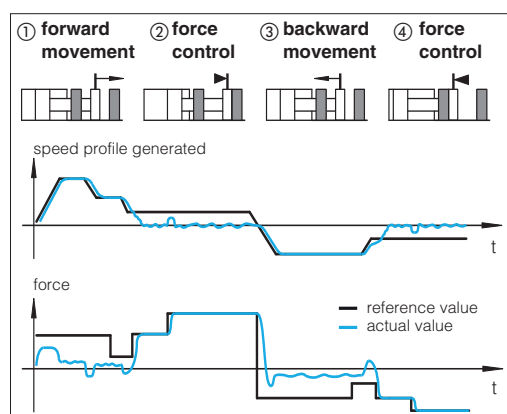 ① forward movement
② force control
③ backward movement
④ force control
speed profile generated
t
force
reference value
actual value
t